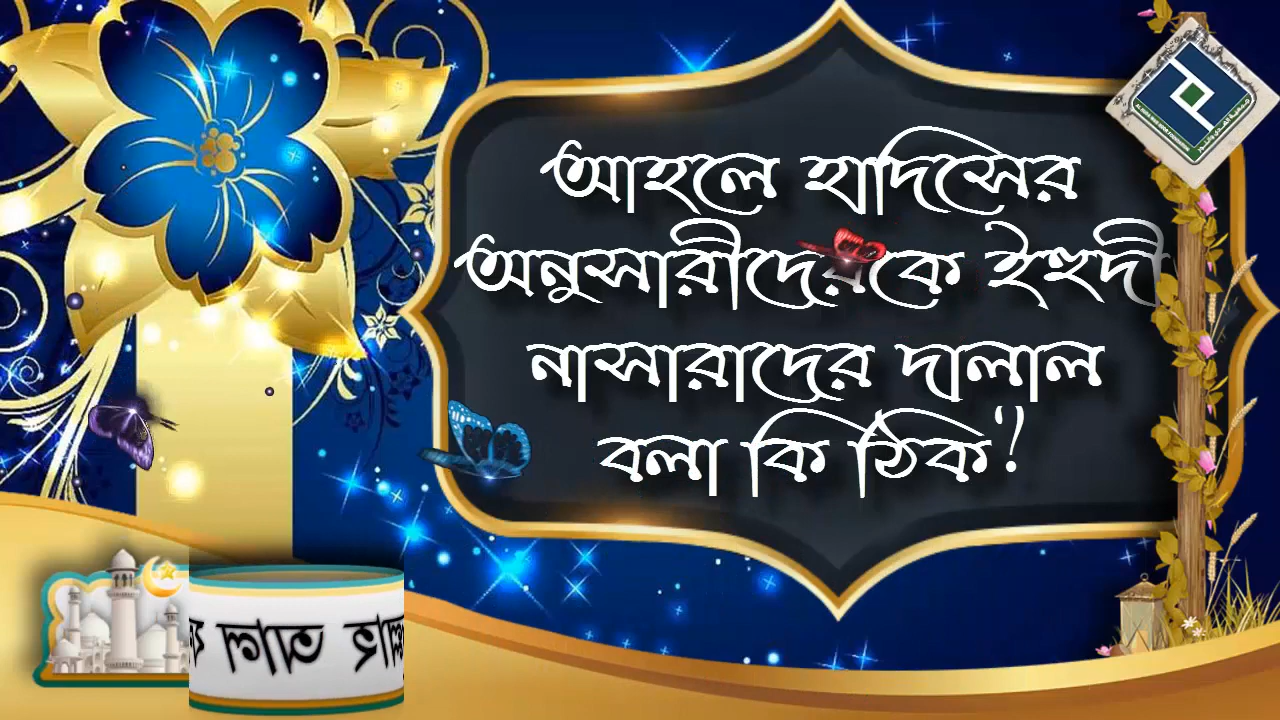 আহলে হাদিসের
অনুসারীদেরকে ইহুদী
নাসারাদের দালাল
বলা কি ঠিক?
লাভ